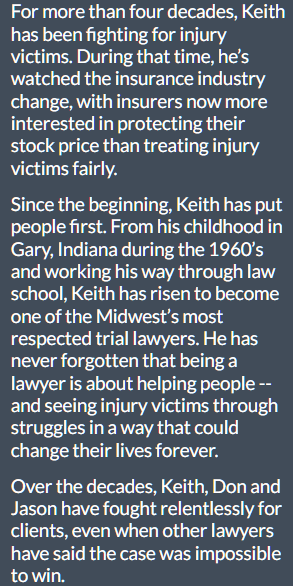 For more than four decades, Keith
has been fighting for injury
victims. During that time, he's
watched the insurance industry
change, with insurers now more
interested in protecting their
stock price than treating injury
victims fairly.
Since the beginning, Keith has put
people first. From his childhood in
Gary, Indiana during the 1960's
and working his way through law
school, Keith has risen to become
one of the Midwest's most
respected trial lawyers. He has
never forgotten that being a
lawyer is about helping people --
and seeing injury victims through
struggles in a way that could
change their lives forever.
Over the decades, Keith, Don and
Jason have fought relentlessly for
clients, even when other lawyers
have said the case was impossible
to win.